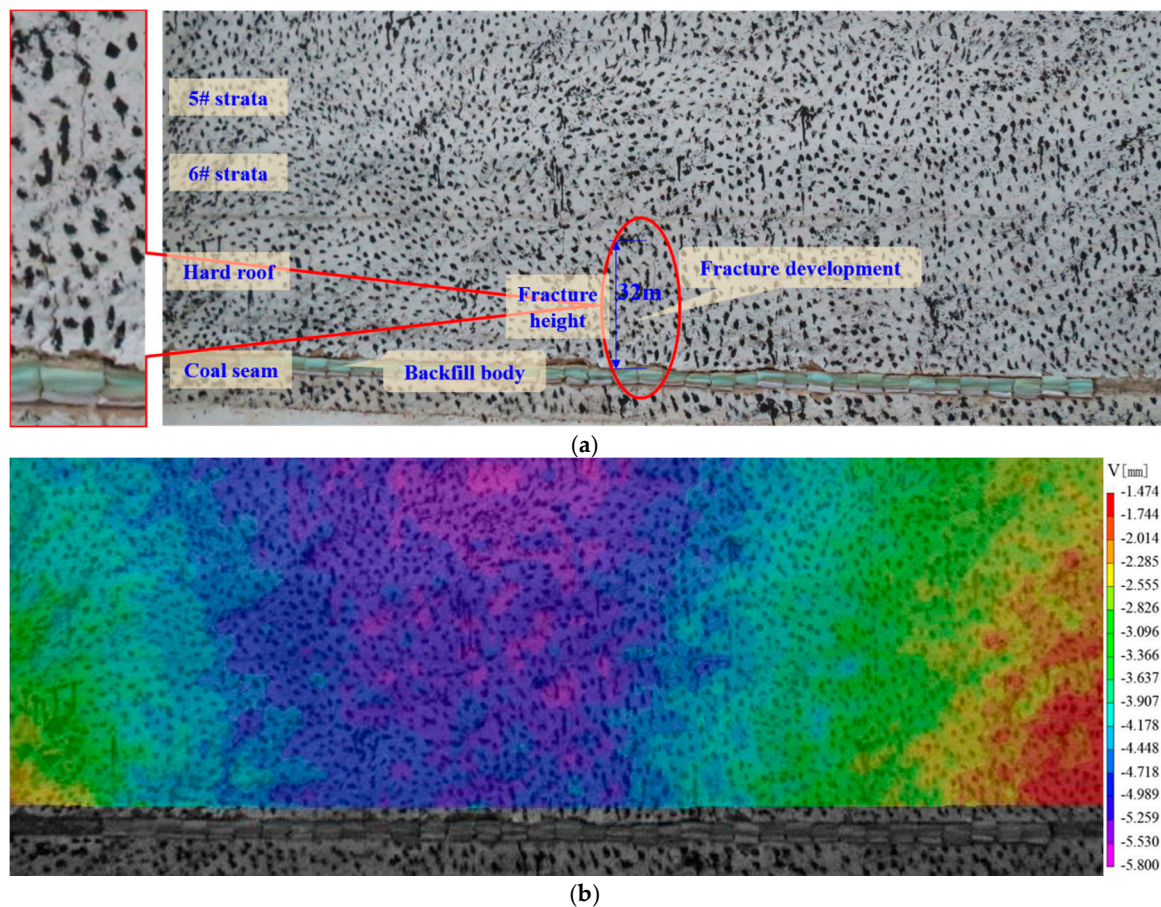 5# strata
6# strata
Hard roof
Fracture development
Fracture
height
32m
Coal seam
Backfill body
(a)
V[mm]
-1.474
-1.744
-2.014
-2.285
-2.555
-2.826
-3.096
-3.366
-3.637
-3.907
-4.178
-4.448
-4.718
-4.989
-5.259
-5.530
-5.800
(b)